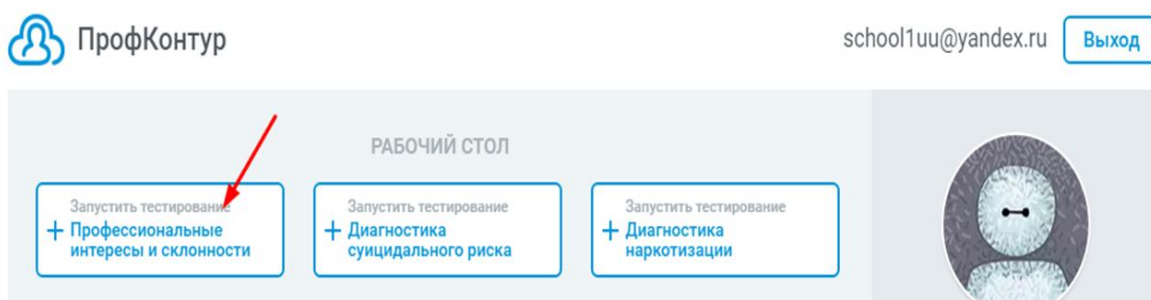 ПрофКонтур
school1uu@yandex.ru
Выход
РАБОЧИЙ СТОЛ
Запустить тестирование
+ Профессиональные
интересы и склонности
Запустить тестирование
+ Диагностика
суицидального риска
Запустить тестирование
+ Диагностика
наркотизации